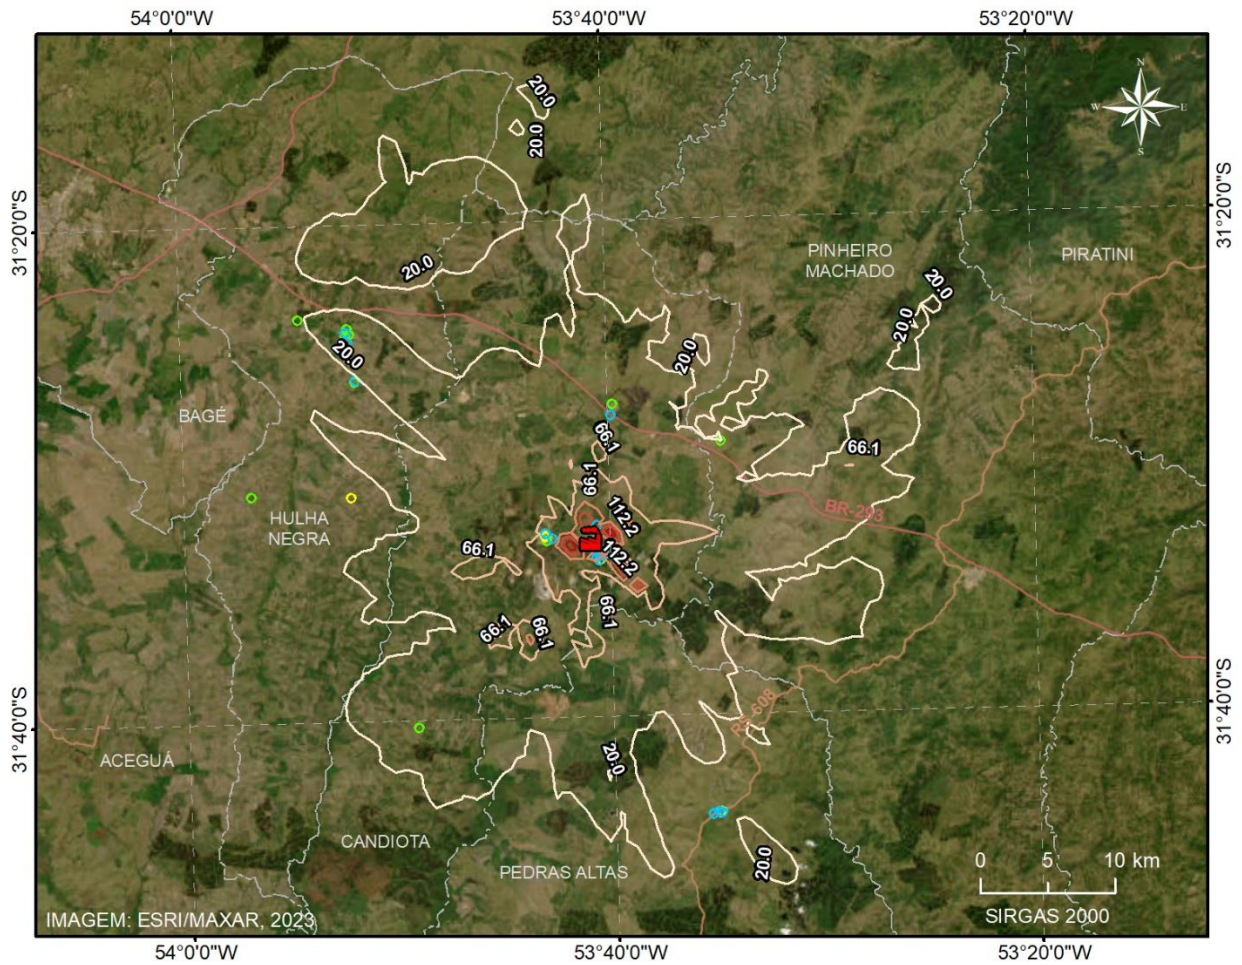 54°0'0"W
53°40'0"W
53°20'0"W
N
W
E
S
20.0
20.0
31°20'0"S
31°20'0"S
PINHEIRO
MACHADO
PIRATINI
20.0
20.0
20.0
20.0
20.0
BAGÉ
66.1
66.1
66.1
112.2
BR-293
HULHA
NEGRA
66.1
112.2
66.1
66.1
66.1
31°40'0"S
31°40'0"S
RS-608
ACEGUÁ
20.0
CANDIOTA
PEDRAS ALTAS
20.0
0
5
10 km
SIRGAS 2000
IMAGEM: ESRI/MAXAR, 2023
54°0'0"W
53°40'0"W
53°20'0"W